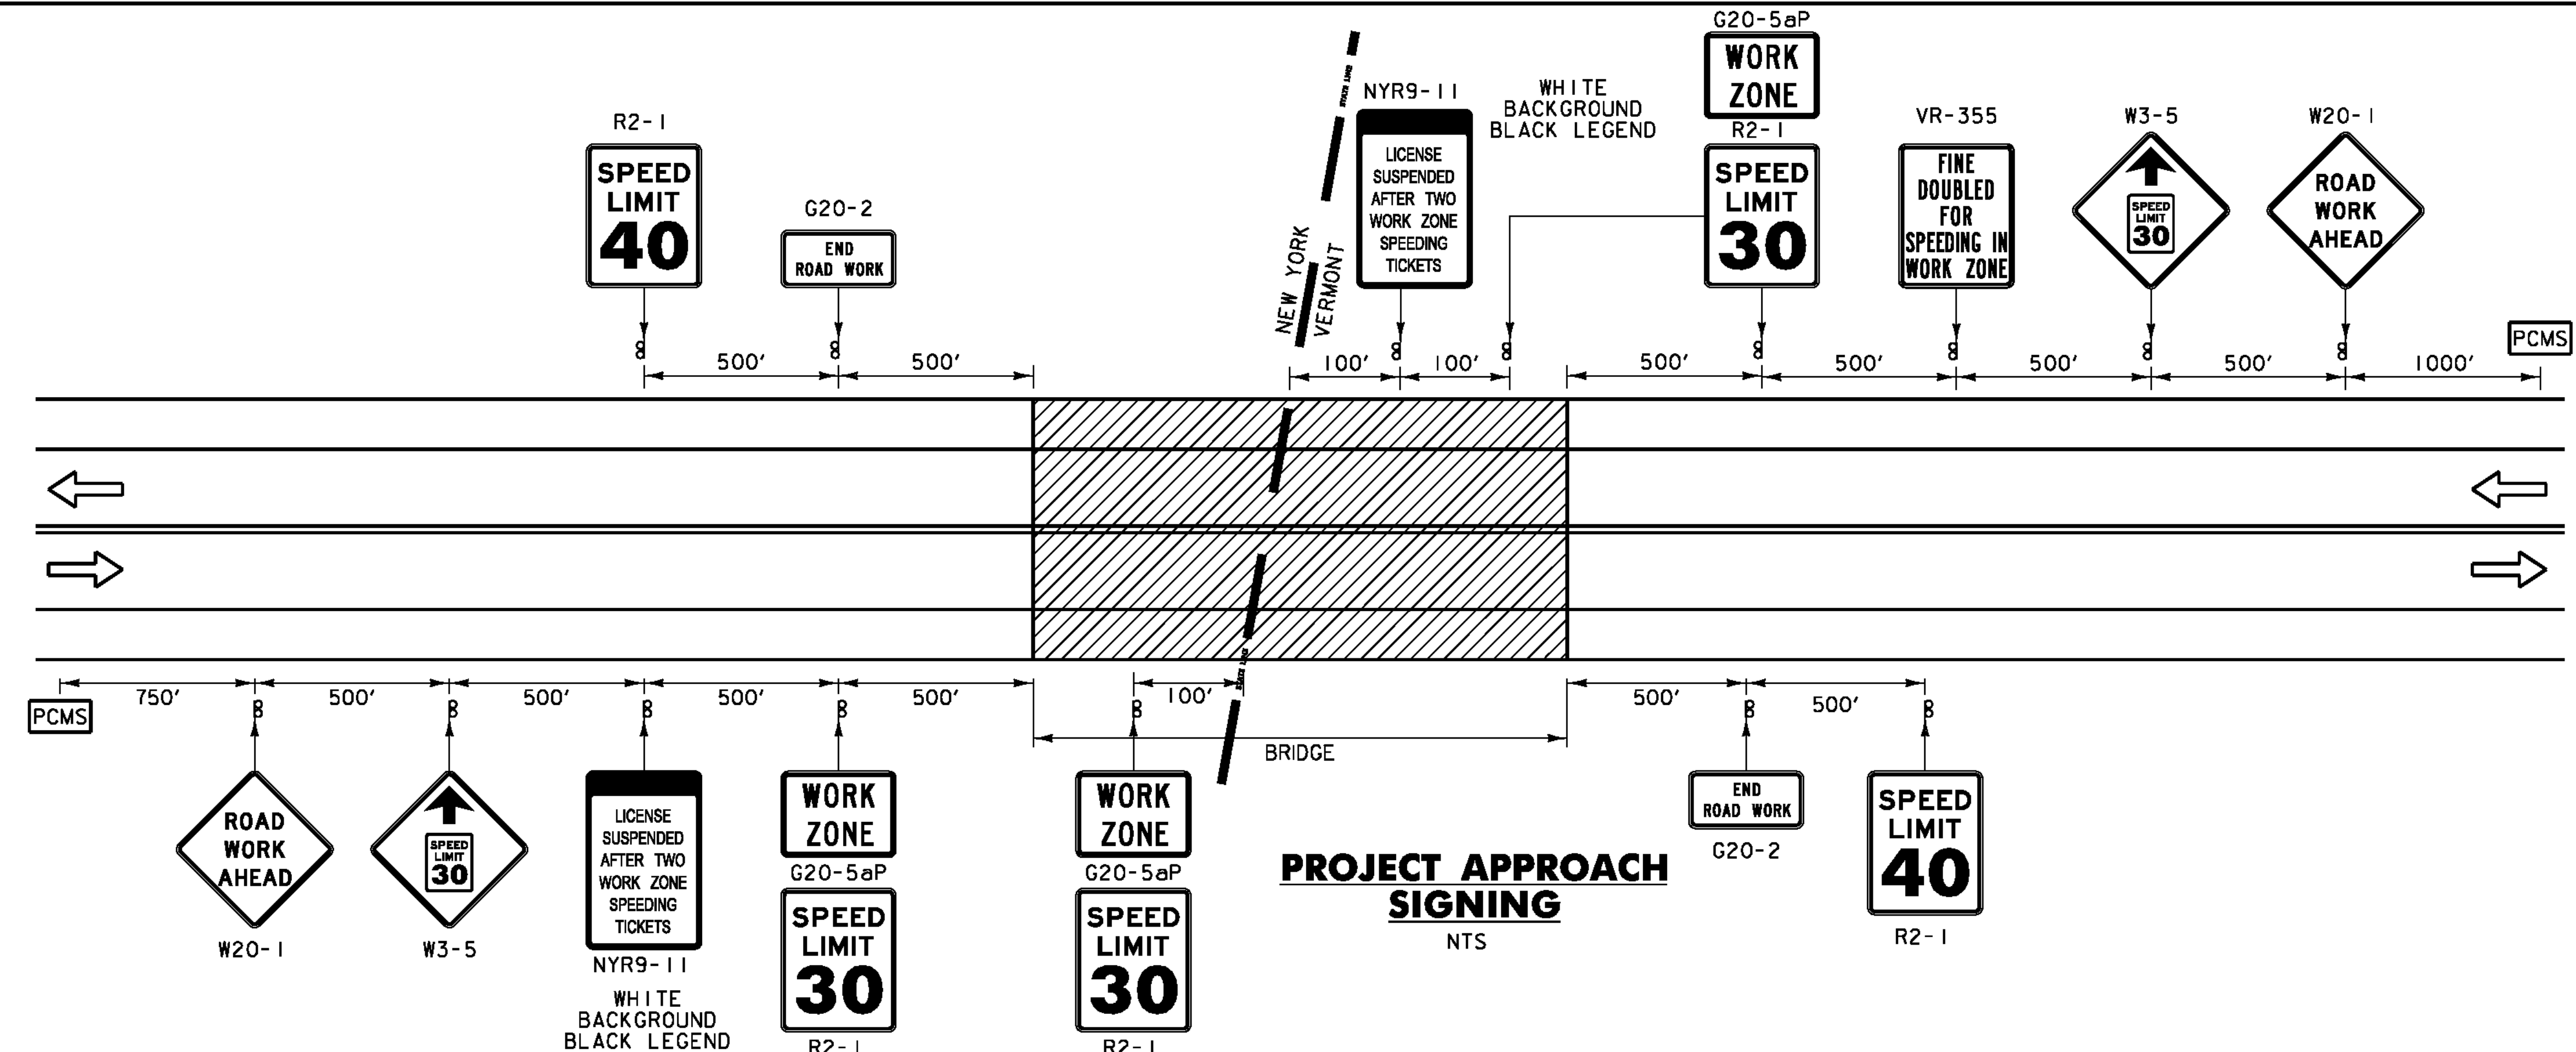 G20-5aP
WORK
ZONE
R2-1
SPEED
LIMIT
30
STATE LINE
NYR9-11
LICENSE
SUSPENDED
AFTER TWO
WORK ZONE
SPEEDING
TICKETS
WHITE
BACKGROUND
BLACK LEGEND
R2-1
SPEED
LIMIT
40
G20-2
END
ROAD WORK
NEW YORK
VERMONT
VR-355
FINE
DOUBLED
FOR
SPEEDING IN
WORK ZONE
W3-5
SPEED
LIMIT
30
W20-1
ROAD
WORK
AHEAD
PCMS
500'
500'
100'
100'
500'
500'
500'
500'
1000'
750'
500'
500'
500'
500'
100'
STATE LINE
500'
500'
PCMS
BRIDGE
ROAD
WORK
AHEAD
W20-1
SPEED
LIMIT
30
W3-5
LICENSE
SUSPENDED
AFTER TWO
WORK ZONE
SPEEDING
TICKETS
NYR9-11
WHITE
BACKGROUND
BLACK LEGEND
WORK
ZONE
G20-5aP
SPEED
LIMIT
30
R2-1
WORK
ZONE
G20-5aP
SPEED
LIMIT
30
R2-1
PROJECT APPROACH
SIGNING
NTS
END
ROAD WORK
G20-2
SPEED
LIMIT
40
R2-1